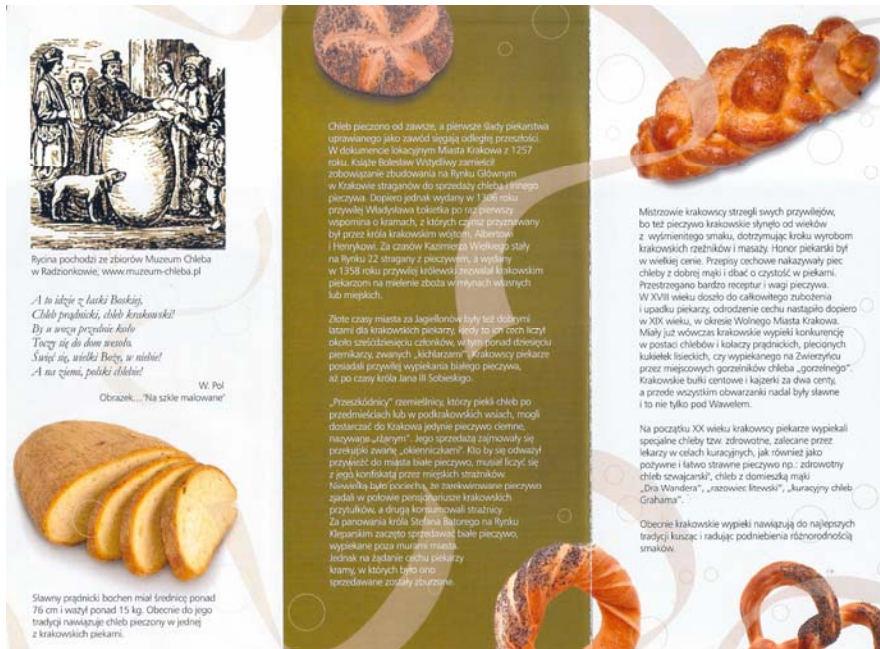 Rycina pochodzi ze zbiorów Muzeum Chleba
w Radzionkowie, www.muzeum-chleba.pl
A to idzie z łaski Boskiej,
Chleb prądnicki, chleb krakowski!
By u wozu przednie koło
Toczy się do dom wesoło.
Święć się, wielki Boże, w niebie!
A na ziemi, polski chlebie!
W. Pol
Obrazek...'Na szkle malowane'
Sławny prądnicki bochen miał średnicę ponad
76 cm i ważył ponad 15 kg. Obecnie do jego
tradycji nawiązuje chleb pieczony w jednej
z krakowskich piekarni.
Chleb pieczono od zawsze, a pierwsze ślady piekarstwa
uprawianego jako zawód sięgają odległej przeszłości.
W dokumencie lokacyjnym Miasta Krakowa z 1257
roku. Książe Bolesław Wstydliwy zamieścił
zobowiązanie zbudowania na Rynku Głównym
w Krakowie straganów do sprzedaży chleba i innego
pieczywa. Dopiero jednak wydany w 1306 roku
przywilej Władysława Łokietka po raz pierwszy
wspomina o kramach, z których czynsz przyznawany
był przez króla krakowskim wójtom, Albertowi
i Henrykowi. Za czasów Kazimierza Wielkiego stały
na Rynku 22 stragany z pieczywem, a wydany
w 1358 roku przywilej królewski zezwalał krakowskim
piekarzom na mielenie zboża w młynach własnych
lub miejskich.
Złote czasy miasta za Jagiellonów były też dobrymi
latami dla krakowskich piekarzy, kiedy to ich cech liczył
około sześćdziesięciu członków, w tym ponad dziesięciu
piernikarzy, zwanych „kichlarzami". Krakowscy piekarze
posiadali przywilej wypiekania białego pieczywa,
aż po czasy króla Jana III Sobieskiego.
„Przeszkódnicy" rzemieślnicy, którzy piekli chleb po
przedmieściach lub w podkrakowskich wsiach, mogli
dostarczać do Krakowa jedynie pieczywo ciemne,
nazywane „rżanym". Jego sprzedażą zajmowały się
przekupki zwane „okienniczkami". Kto by się odważył
przywieźć do miasta białe pieczywo, musiał liczyć się
z jego konfiskatą przez miejskich strażników.
Niewielką było pociechą, że zarekwirowane pieczywo
zjadali w połowie pensjonariusze krakowskich
przytułków, a drugą konsumowali strażnicy.
Za panowania króla Stefana Batorego na Rynku
Kleparskim zaczęto sprzedawać białe pieczywo,
wypiekane poza murami miasta.
Jednak na żądanie cechu piekarzy
kramy, w których było ono
sprzedawane zostały zburzone.
Mistrzowie krakowscy strzegli swych przywilejów,
bo też pieczywo krakowskie słynęło od wieków
z wyśmienitego smaku, dotrzymując kroku wyrobom
krakowskich rzeźników i masarzy. Honor piekarski był
w wielkiej cenie. Przepisy cechowe nakazywały piec
chleby z dobrej mąki i dbać o czystość w piekarni.
Przestrzegano bardzo receptur i wagi pieczywa.
W XVIII wieku doszło do całkowitego zubożenia
i upadku piekarzy, odrodzenie cechu nastąpiło dopiero
w XIX wieku, w okresie Wolnego Miasta Krakowa.
Miały już wówczas krakowskie wypieki konkurencję
w postaci chlebów i kołaczy prądnickich, plecionych
kukiełek lisieckich, czy wypiekanego na Zwierzyńcu
przez miejscowych gorzelników chleba „gorzelnego".
Krakowskie bułki centowe i kajzerki za dwa centy,
a przede wszystkim obwarzanki nadal były sławne
i to nie tylko pod Wawelem.
Na początku XX wieku krakowscy piekarze wypiekali
specjalne chleby tzw. zdrowotne, zalecane przez
lekarzy w celach kuracyjnych, jak również jako
pożywne i łatwo strawne pieczywo np.: zdrowotny
chleb szwajcarski", chleb z domieszką mąki
„Dra Wandera", „razowiec litewski", „kuracyjny chleb
Grahama".
Obecnie krakowskie wypieki nawiązują do najlepszych
tradycji kusząc i radując podniebienia różnorodnością
smaków.